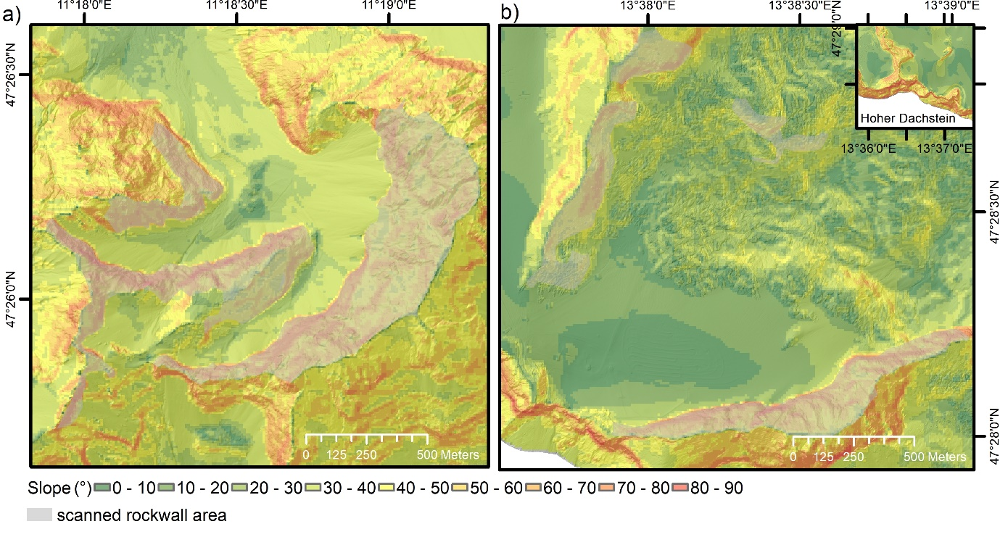 a)
11°18'0"E 11°18'30"E 11°19'0"E
47°26'30"N
47°26'0"N
0 125 250 500 Meters
b)
13°38'0"E 13°38'30"E 13°39'0"E
47°29'0"N
Hoher Dachstein
13°36'0"E 13°37'0"E
47°28'30"N
47°28'0"N
0 125 250 500 Meters
Slope (°) 0 - 10 10 - 20 20 - 30 30 - 40 40 - 50 50 - 60 60 - 70 70 - 80 80 - 90
scanned rockwall area